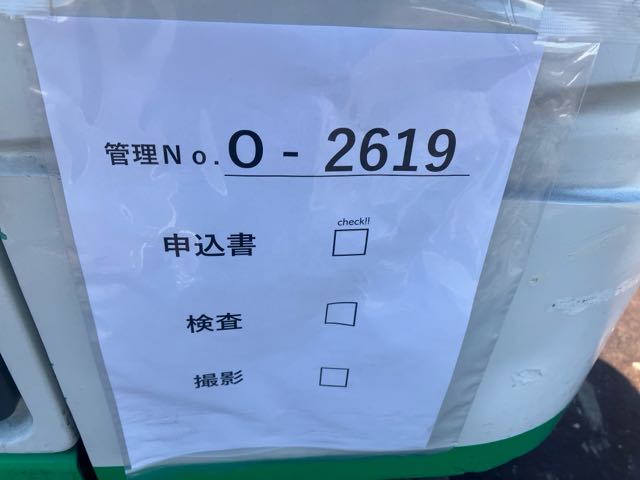 管理No. O - 2619
check!!
申込書 □
検査 □
撮影 □